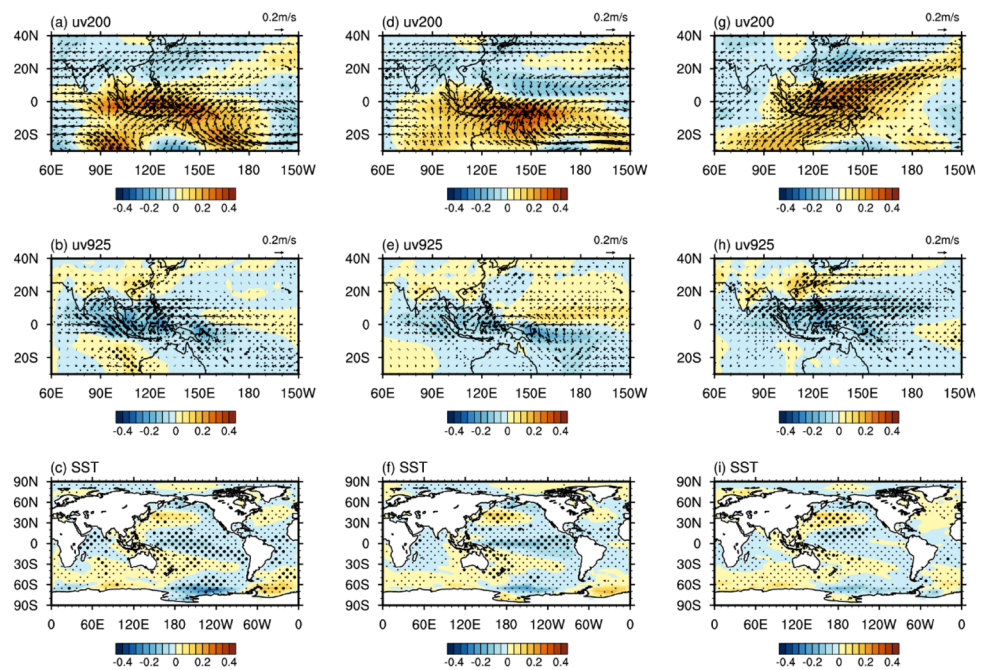 (a) uv200 0.2m/s (d) uv200 0.2m/s (g) uv200 0.2m/s
40N 40N 40N
20N 20N 20N
0 0 0
20S 20S 20S
60E 90E 120E 150E 180 150W 60E 90E 120E 150E 180 150W 60E 90E 120E 150E 180 150W
-0.4 -0.2 0 0.2 0.4 -0.4 -0.2 0 0.2 0.4 -0.4 -0.2 0 0.2 0.4
(b) uv925 0.2m/s (e) uv925 0.2m/s (h) uv925 0.2m/s
40N 40N 40N
20N 20N 20N
0 0 0
20S 20S 20S
60E 90E 120E 150E 180 150W 60E 90E 120E 150E 180 150W 60E 90E 120E 150E 180 150W
-0.4 -0.2 0 0.2 0.4 -0.4 -0.2 0 0.2 0.4 -0.4 -0.2 0 0.2 0.4
(c) SST (f) SST (i) SST
90N 90N 90N
60N 60N 60N
30N 30N 30N
0 0 0
30S 30S 30S
60S 60S 60S
90S 90S 90S
0 60E 120E 180 120W 60W 0 0 60E 120E 180 120W 60W 0 0 60E 120E 180 120W 60W 0
-0.4 -0.2 0 0.2 0.4 -0.4 -0.2 0 0.2 0.4 -0.4 -0.2 0 0.2 0.4